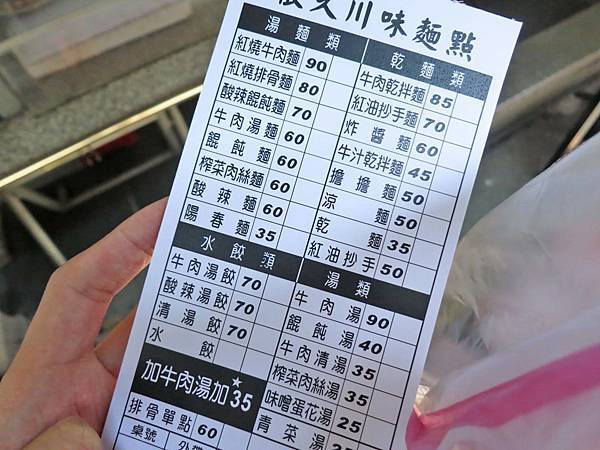 川味麵點
湯麵類
紅燒牛肉麵 90
紅燒排骨麵 80
酸辣餛飩麵 70
牛肉湯麵 60
餛飩麵 60
榨菜肉絲麵 60
酸辣麵 60
陽春麵 35
水餃類
牛肉湯餃 70
酸辣湯餃 70
清湯餃 70
水餃
加牛肉湯加★35
排骨單點 60
桌號
乾麵類
牛肉乾拌麵 85
紅油抄手麵 70
炸醬麵 60
牛汁乾拌麵 45
擔擔麵 50
涼麵 50
乾麵 35
紅油抄手 50
湯類
牛肉湯 90
餛飩湯 40
牛肉清湯 35
榨菜肉絲湯 35
味噌蛋花湯 25
青菜湯